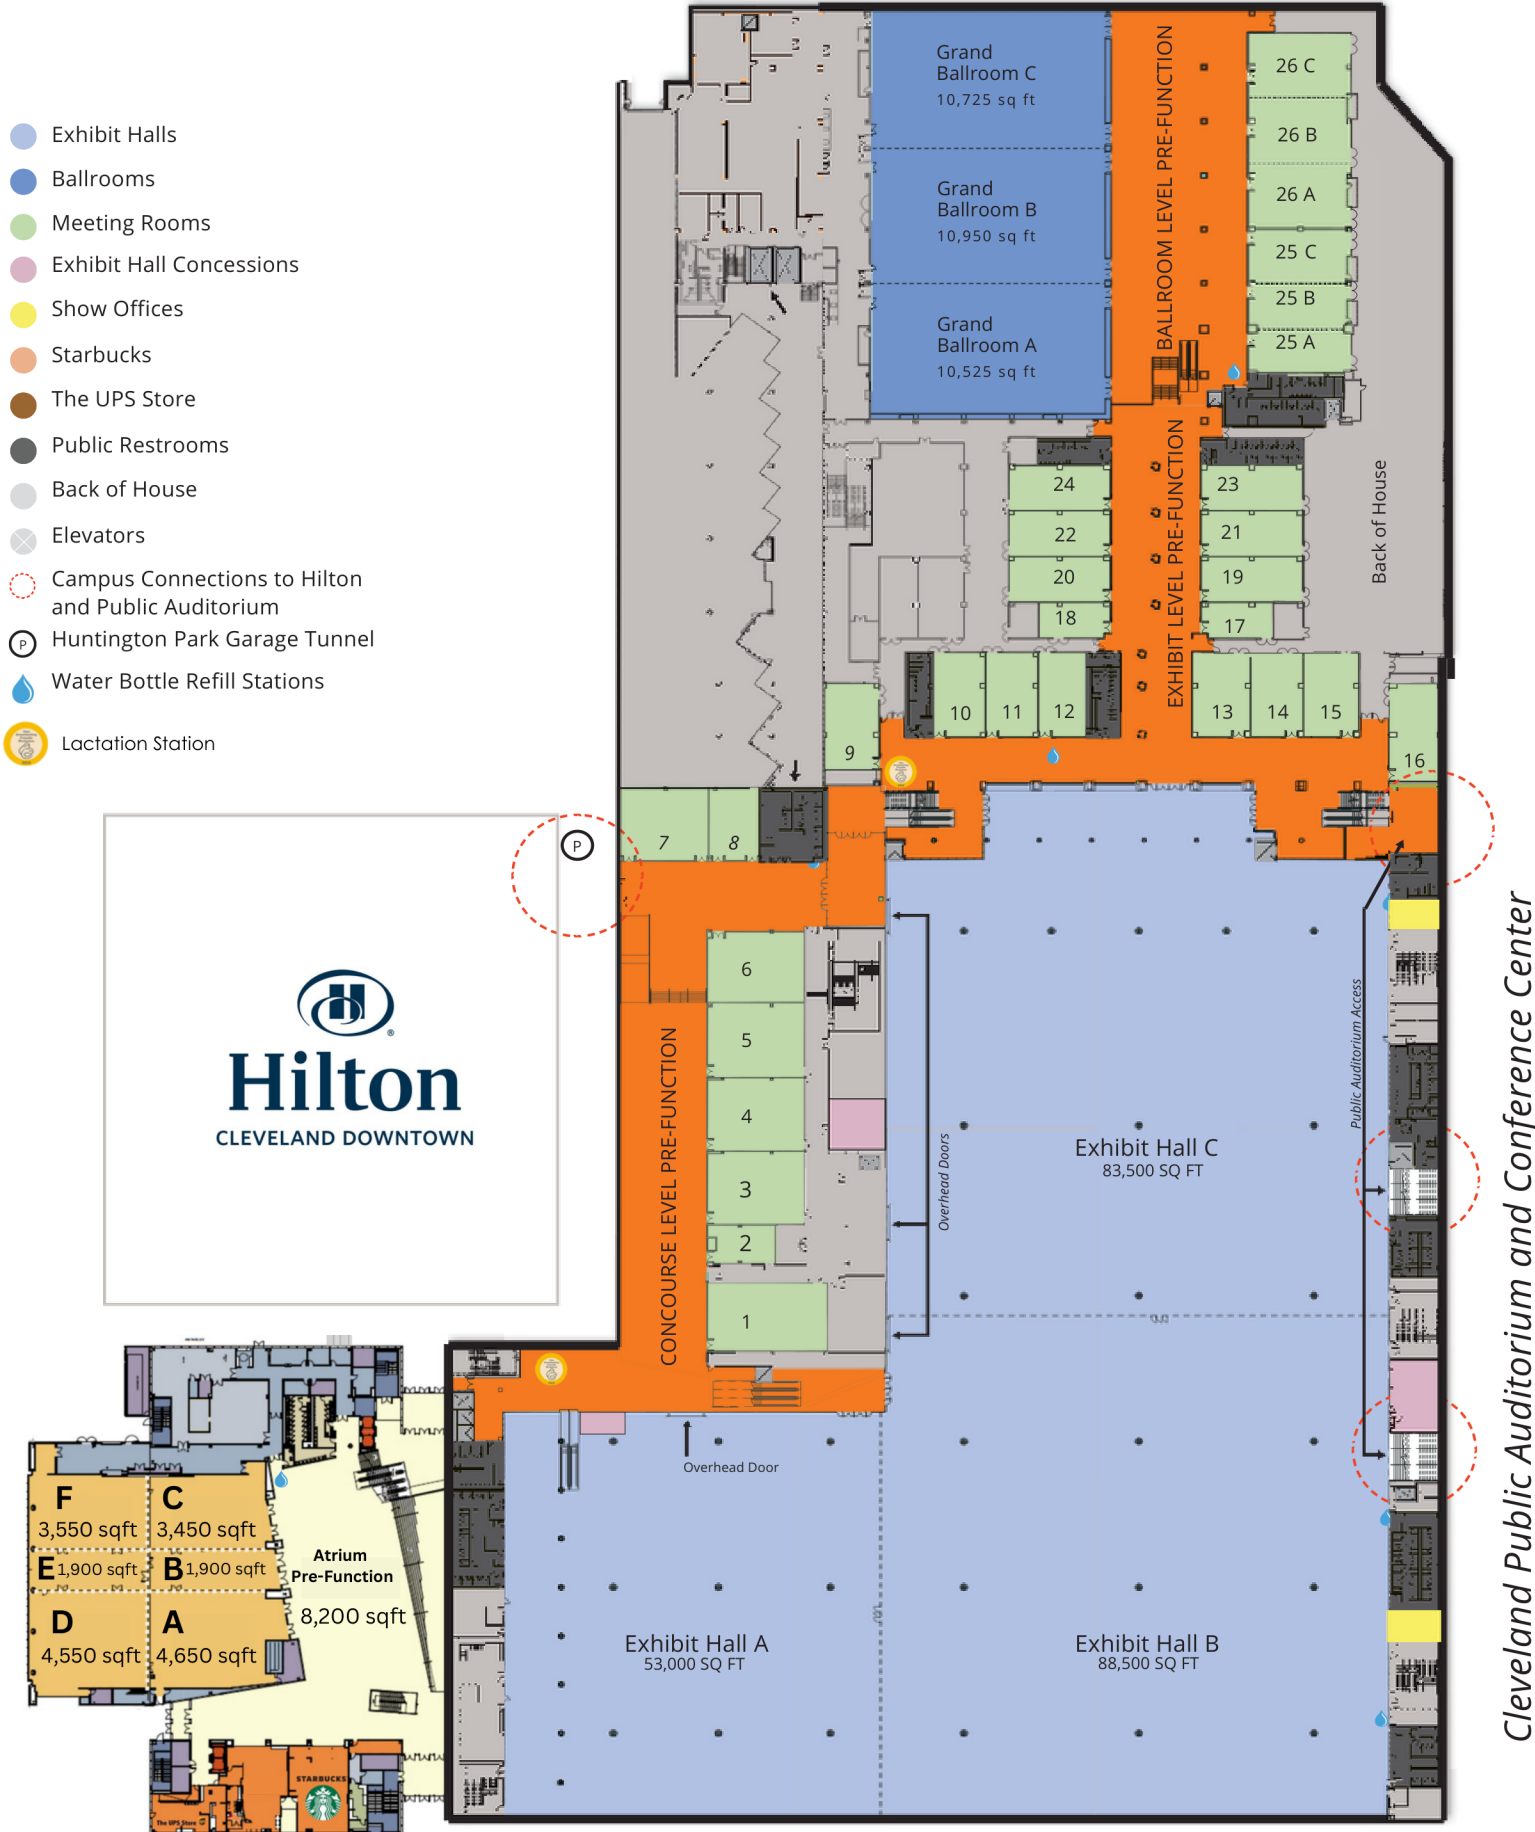 Exhibit Halls
Ballrooms
Meeting Rooms
Exhibit Hall Concessions
Show Offices
Starbucks
The UPS Store
Public Restrooms
Back of House
Elevators
Campus Connections to Hilton
and Public Auditorium
P
Huntington Park Garage Tunnel
Water Bottle Refill Stations
Lactation Station
Grand
Ballroom C
10,725 sq ft
Grand
Ballroom B
10,950 sq ft
Grand
Ballroom A
10,525 sq ft
BALLROOM LEVEL PRE-FUNCTION
26 C
26 B
26 A
25 C
25 B
25 A
EXHIBIT LEVEL PRE-FUNCTION
Back of House
24
22
20
18
23
21
19
17
9
10
11
12
13
14
15
16
7
8
P
6
5
4
3
2
1
CONCOURSE LEVEL PRE-FUNCTION
H
Hilton
CLEVELAND DOWNTOWN
Overhead Doors
Public Auditorium Access
Exhibit Hall C
83,500 SQ FT
Overhead Door
Exhibit Hall A
53,000 SQ FT
Exhibit Hall B
88,500 SQ FT
F
3,550 sqft
C
3,450 sqft
E 1,900 sqft
B 1,900 sqft
D
4,550 sqft
A
4,650 sqft
Atrium
Pre-Function
8,200 sqft
STARBUCKS
The UPS Store
Cleveland Public Auditorium and Conference Center